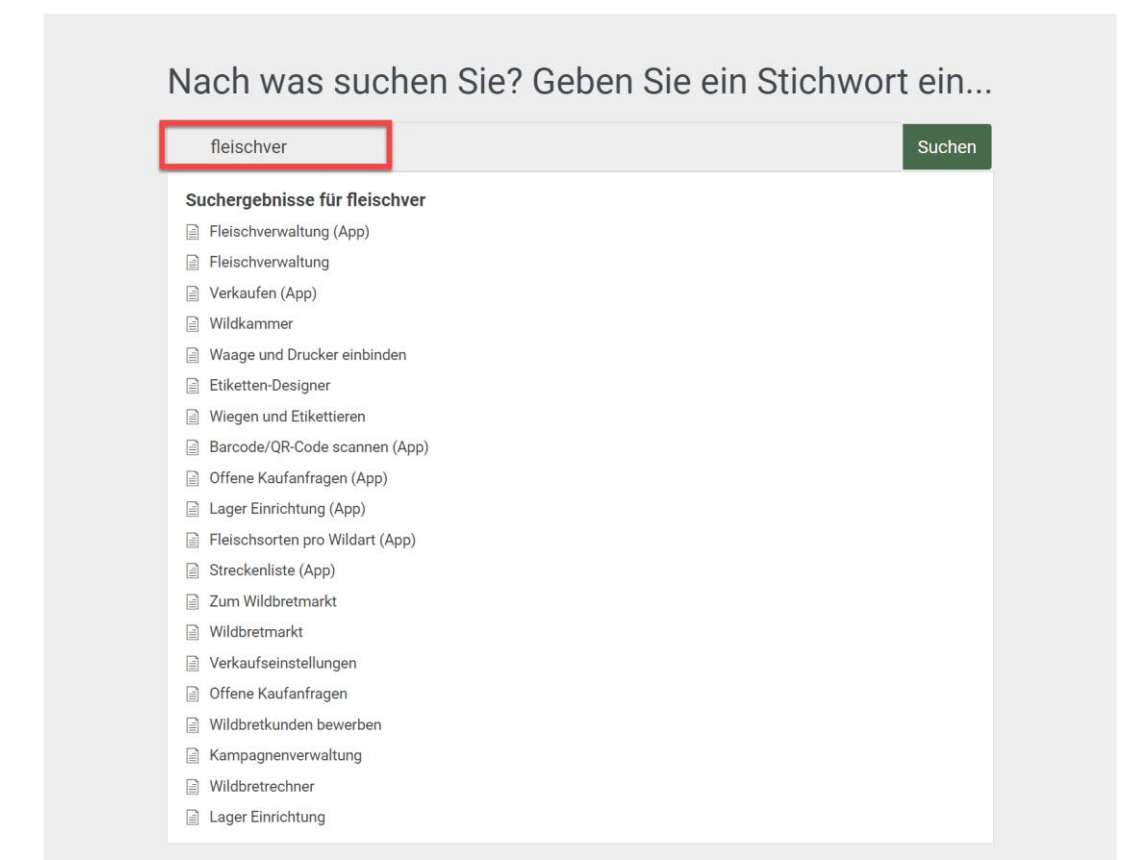 Nach was suchen Sie? Geben Sie ein Stichwort ein...
fleischver
Suchen
Suchergebnisse für fleischver
Fleischverwaltung (App)
Fleischverwaltung
Verkaufen (App)
Wildkammer
Waage und Drucker einbinden
Etiketten-Designer
Wiegen und Etikettieren
Barcode/QR-Code scannen (App)
Offene Kaufanfragen (App)
Lager Einrichtung (App)
Fleischsorten pro Wildart (App)
Streckenliste (App)
Zum Wildbretmarkt
Wildbretmarkt
Verkaufseinstellungen
Offene Kaufanfragen
Wildbretkunden bewerben
Kampagnenverwaltung
Wildbretrechner
Lager Einrichtung